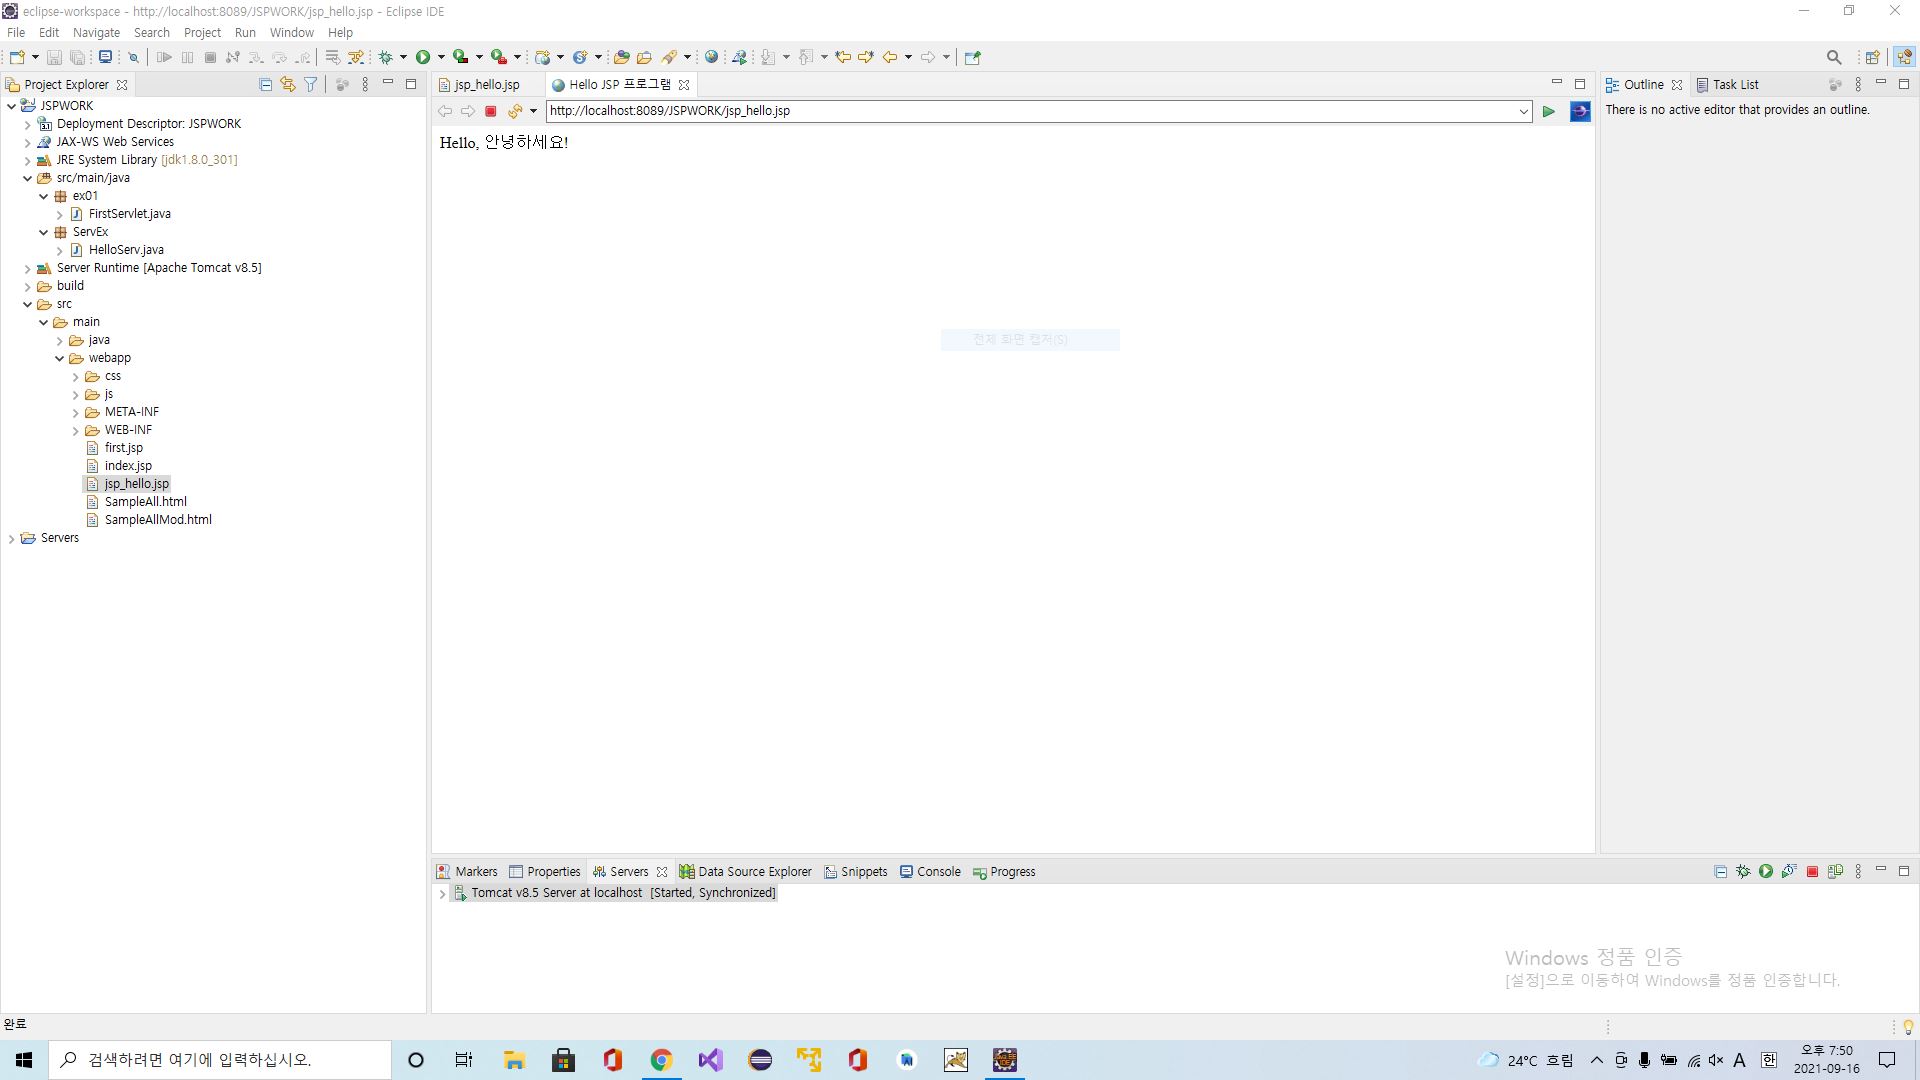 eclipse-workspace - http://localhost:8089/JSPWORK/jsp_hello.jsp - Eclipse IDE
File Edit Navigate Search Project Run Window Help
Project Explorer
jsp_hello.jsp
Hello JSP 프로그램
Outline
Task List
http://localhost:8089/JSPWORK/jsp_hello.jsp
There is no active editor that provides an outline.
Hello, 안녕하세요!
JSPWORK
Deployment Descriptor: JSPWORK
JAX-WS Web Services
JRE System Library [jdk1.8.0_301]
src/main/java
ex01
FirstServlet.java
ServEx
HelloServ.java
Server Runtime [Apache Tomcat v8.5]
build
src
main
java
webapp
css
js
META-INF
WEB-INF
first.jsp
index.jsp
jsp_hello.jsp
SampleAll.html
SampleAllMod.html
Servers
전체 화면 캡처(S)
Markers Properties Servers Data Source Explorer Snippets Console Progress
Tomcat v8.5 Server at localhost [Started, Synchronized]
Windows 정품 인증
[설정]으로 이동하여 Windows를 정품 인증합니다.
완료
검색하려면 여기에 입력하십시오.
24°C 흐림
A
한
오후 7:50
2021-09-16